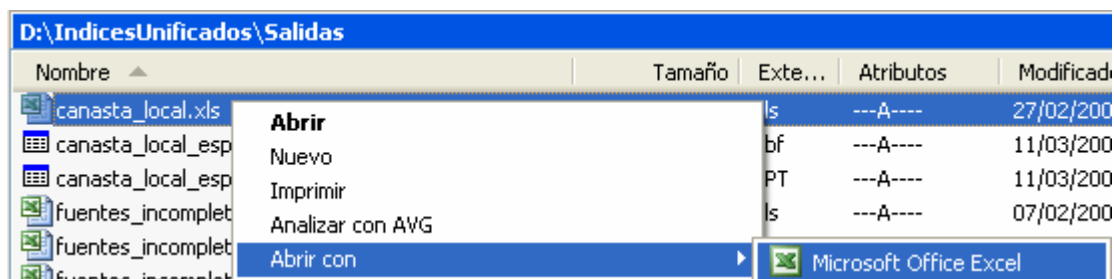 D:\IndicesUnificados\Salidas
Nombre Tamaño Exte... Atributos Modificad
canasta_local.xls ls ---A---- 27/02/200
Abrir
canasta_local_esp bf ---A---- 11/03/200
Nuevo
canasta_local_esp PT ---A---- 11/03/200
Imprimir
fuentes_incomplet ls ---A---- 07/02/200
Analizar con AVG
fuentes_incomplet
Abrir con Microsoft Office Excel